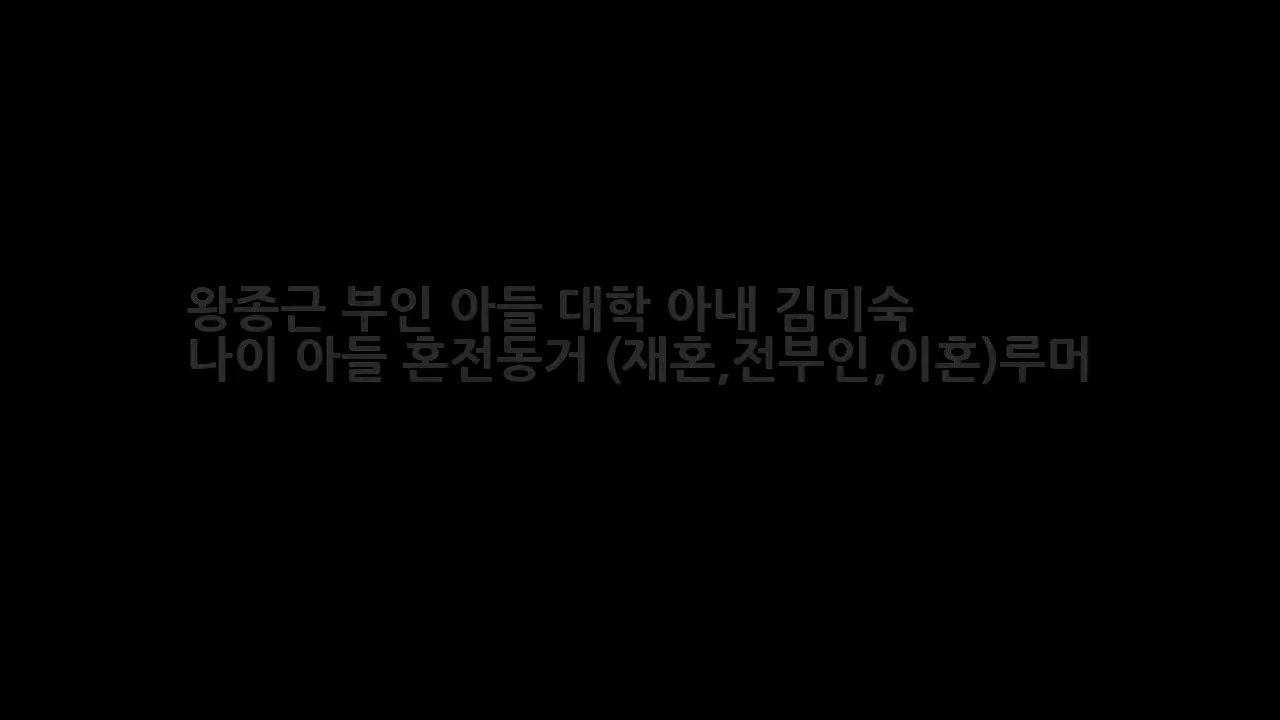 왕종근 부인 아들 대학 아내 김미숙
나이 아들 혼전동거 (재혼,전부인,이혼)루머